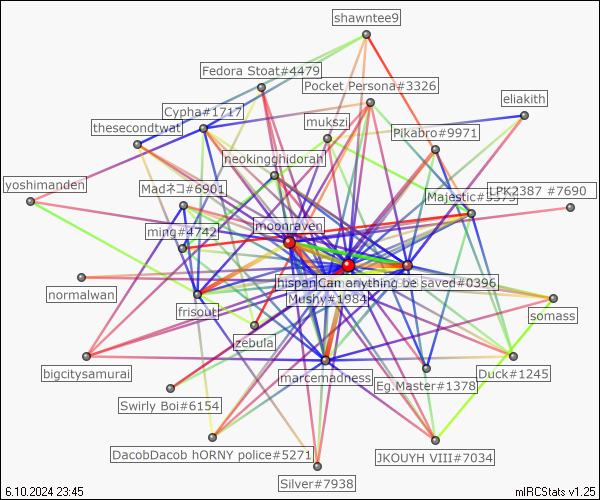 shawntee9
Fedora Stoat#4479
Pocket Persona#3326
eliakith
Cypha#1717
mukszi
thesecondtwat
Pikabro#9971
neokingghidorah
yoshimanden
Madネコ#6901
LPK2387 #7690
Majestic#5375
moonraven
ming#4742
hispan
Can anything be saved#0396
normalwan
Mushy#1984
frisout
somass
zebula
bigcitysamurai
Duck#1245
marcemadness
Eg.Master#1378
Swirly Boi#6154
DacobDacob hORNY police#5271
JKOUYH VIII#7034
Silver#7938
6.10.2024 23:45
mIRCStats v1.25